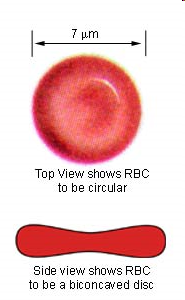 7 µm
Top View shows RBC
to be circular
Side view shows RBC
to be a biconcaved disc